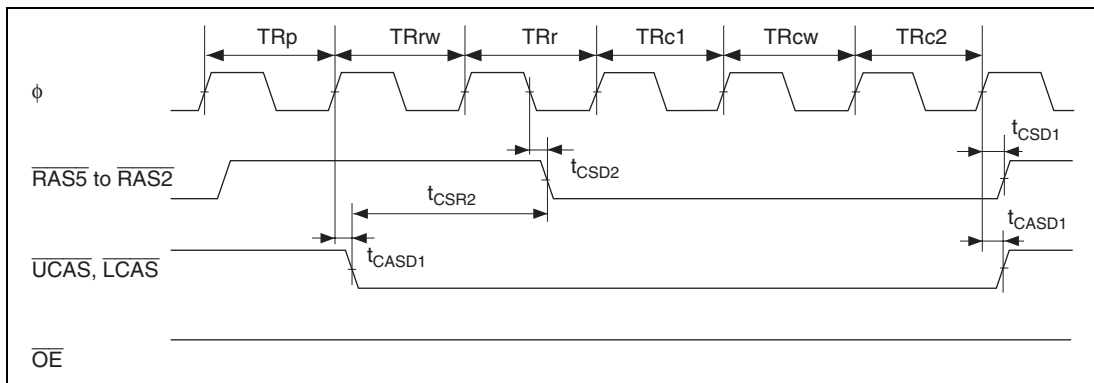 TRp TRrw TRr TRc1 TRcw TRc2
ϕ
tCSD1
RAS5 to RAS2
tCSD2
tCSR2
tCASD1
UCAS, LCAS
tCASD1
OE